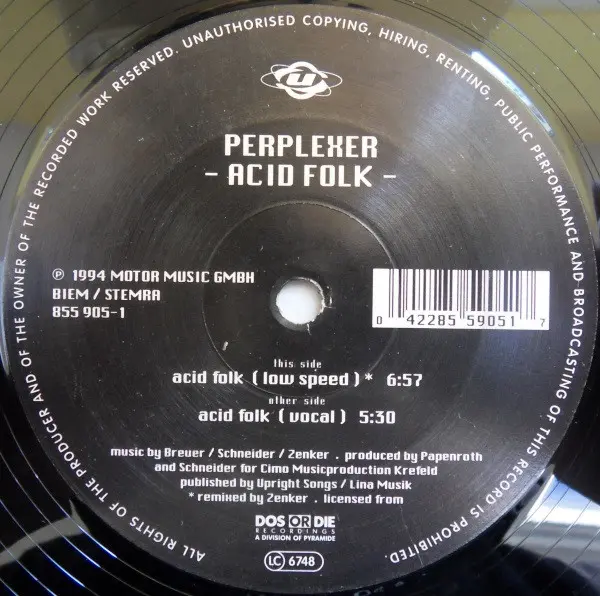 ALL RIGHTS OF THE PRODUCER AND OF THE OWNER OF THE RECORDED WORK RESERVED. UNAUTHORISED COPYING, HIRING, RENTING, PUBLIC PERFORMANCE AND BROADCASTING OF THIS RECORD IS PROHIBITED.
U
PERPLEXER
- ACID FOLK -
℗ 1994 MOTOR MUSIC GMBH
BIEM / STEMRA
855 905-1
0 42285 59051 7
this side
acid folk ( low speed ) * 6:57
other side
acid folk ( vocal ) 5:30
music by Breuer / Schneider / Zenker . produced by Papenroth
and Schneider for Cimo Musicproduction Krefeld
published by Upright Songs / Lina Musik
* remixed by Zenker . licensed from
DOS OR DIE
RECORDINGS
A DIVISION OF PYRAMIDE
LC 6748